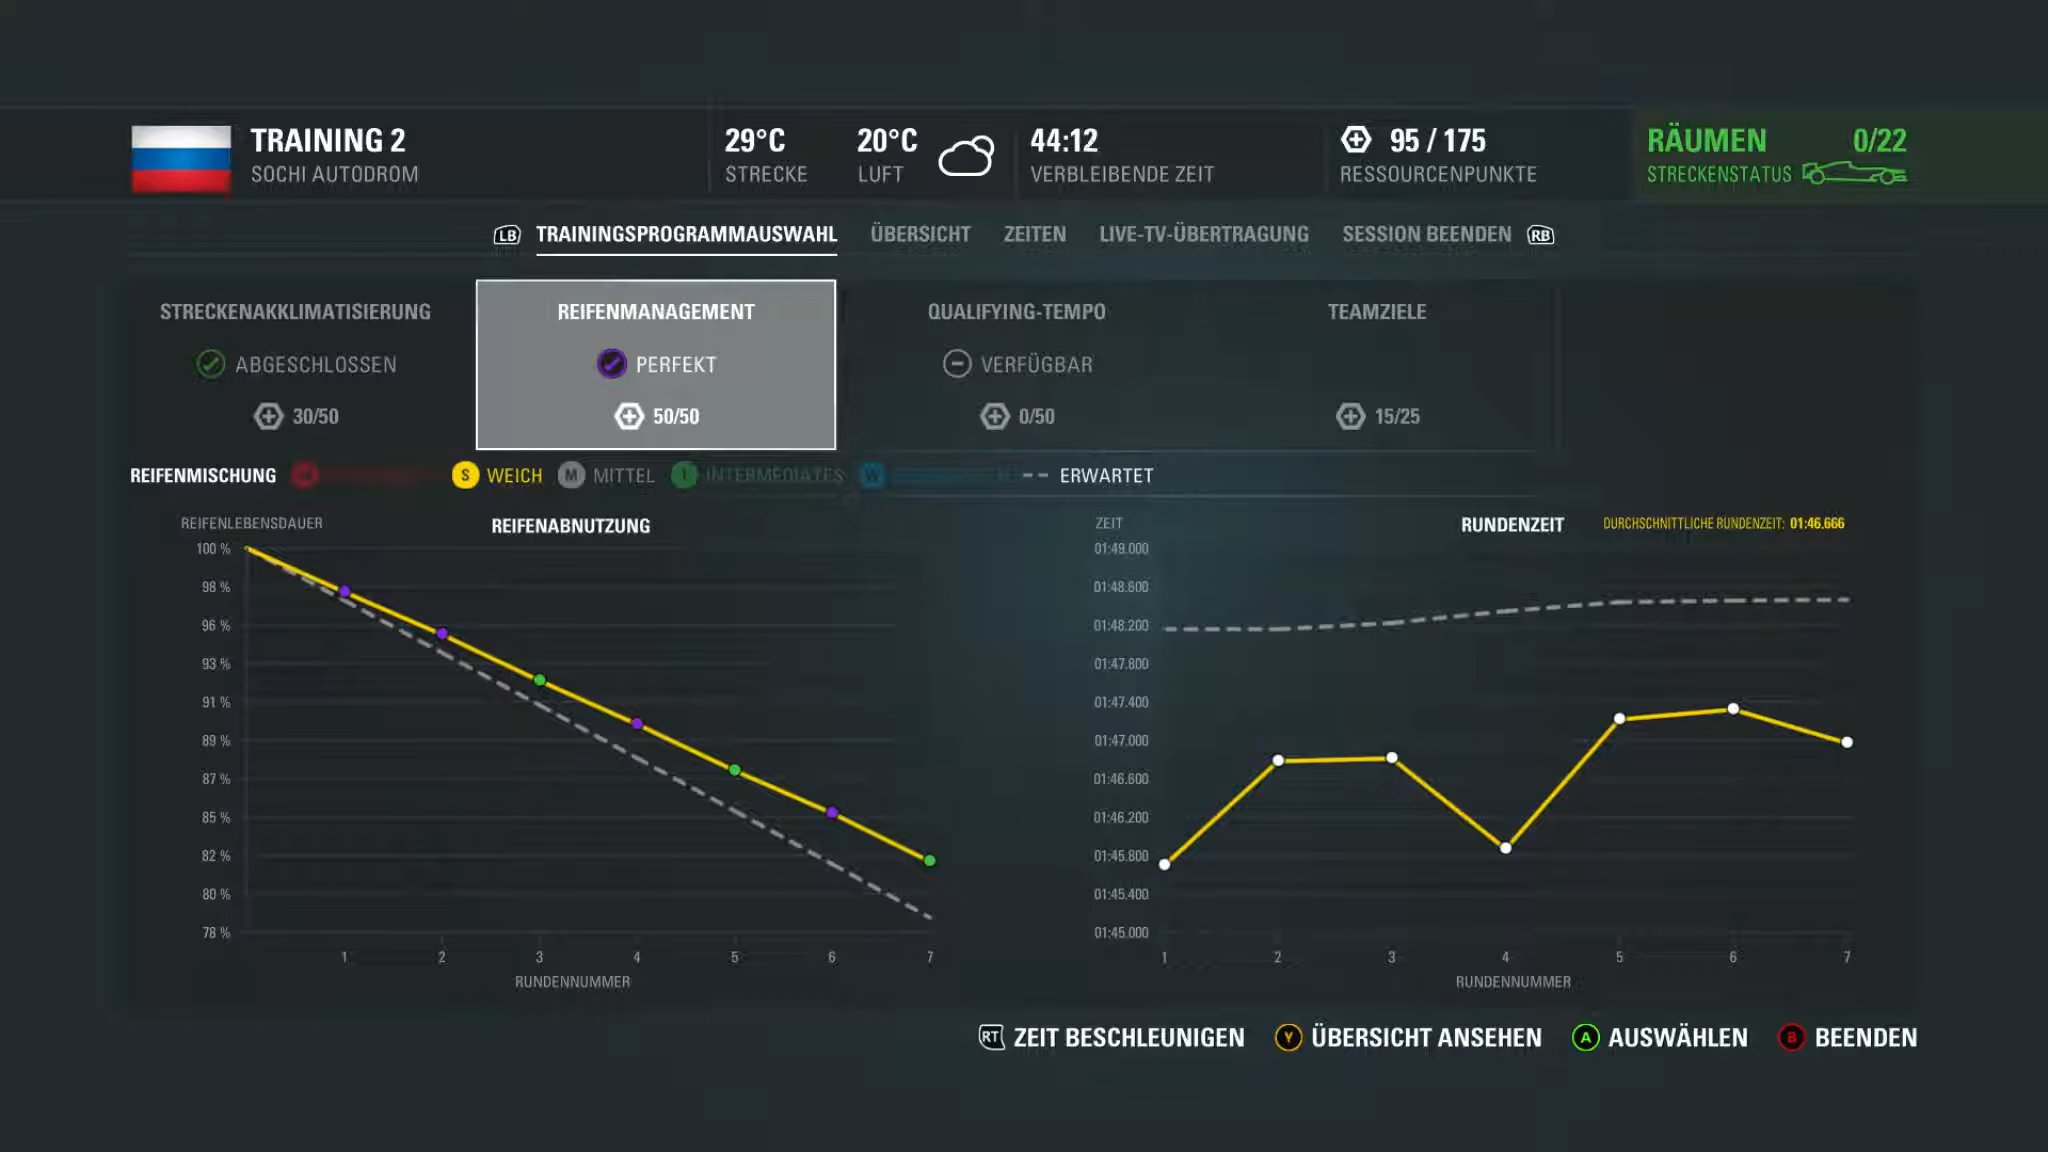 TRAINING 2
SOCHI AUTODROM
29°C
STRECKE
20°C
LUFT
44:12
VERBLEIBENDE ZEIT
95 / 175
RESSOURCENPUNKTE
RÄUMEN 0/22
STRECKENSTATUS
LB TRAININGSPROGRAMMAUSWAHL ÜBERSICHT ZEITEN LIVE-TV-ÜBERTRAGUNG SESSION BEENDEN RB
STRECKENAKKLIMATISIERUNG
ABGESCHLOSSEN
30/50
REIFENMANAGEMENT
PERFEKT
50/50
QUALIFYING-TEMPO
VERFÜGBAR
0/50
TEAMZIELE
15/25
REIFENMISCHUNG S WEICH M MITTEL I INTERMEDIATES W ERWARTET
REIFENLEBENSDAUER
REIFENABNUTZUNG
100 %
98 %
96 %
93 %
91 %
89 %
87 %
85 %
82 %
80 %
78 %
1 2 3 4 5 6 7
RUNDENNUMMER
ZEIT
RUNDENZEIT
DURCHSCHNITTLICHE RUNDENZEIT: 01:46.666
01:49.000
01:48.600
01:48.200
01:47.800
01:47.400
01:47.000
01:46.600
01:46.200
01:45.800
01:45.400
01:45.000
1 2 3 4 5 6 7
RUNDENNUMMER
RT ZEIT BESCHLEUNIGEN Y ÜBERSICHT ANSEHEN A AUSWÄHLEN B BEENDEN